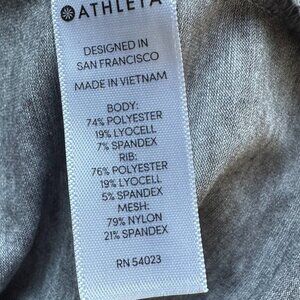 ATHLETA
DESIGNED IN
SAN FRANCISCO
MADE IN VIETNAM
BODY:
74% POLYESTER
19% LYOCELL
7% SPANDEX
RIB:
76% POLYESTER
19% LYOCELL
5% SPANDEX
MESH:
79% NYLON
21% SPANDEX
RN 54023